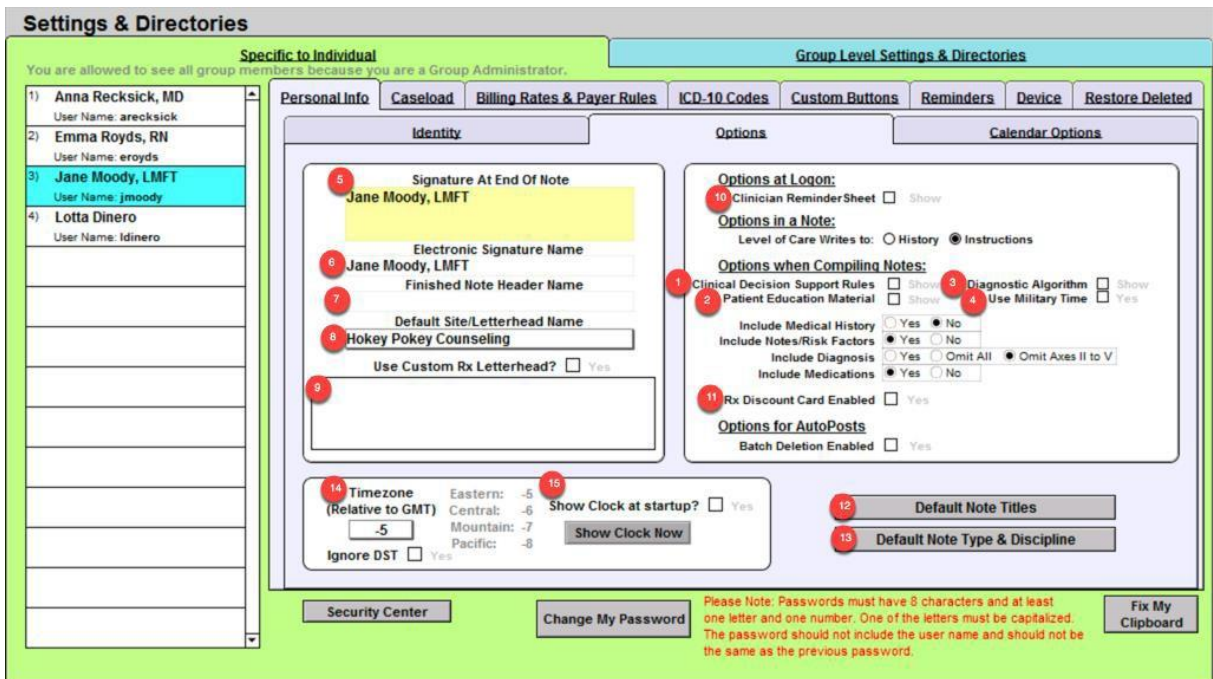 Settings & Directories
Specific to Individual
Group Level Settings & Directories
You are allowed to see all group members because you are a Group Administrator.
1) Anna Recksick, MD
User Name: arecksick
2) Emma Royds, RN
User Name: eroyds
3) Jane Moody, LMFT
User Name: jmoody
4) Lotta Dinero
User Name: ldinero
Personal Info
Caseload
Billing Rates & Payer Rules
ICD-10 Codes
Custom Buttons
Reminders
Device
Restore Deleted
Identity
Options
Calendar Options
5 Signature At End Of Note
Jane Moody, LMFT
Electronic Signature Name
6 Jane Moody, LMFT
Finished Note Header Name
7
Default Site/Letterhead Name
8 Hokey Pokey Counseling
Use Custom Rx Letterhead? Yes
9
Options at Logon:
10 Clinician ReminderSheet Show
Options in a Note:
Level of Care Writes to: History Instructions
Options when Compiling Notes:
1 Clinical Decision Support Rules Show 3 Diagnostic Algorithm Show
2 Patient Education Material Show 4 Use Military Time Yes
Include Medical History Yes No
Include Notes/Risk Factors Yes No
Include Diagnosis Yes Omit All Omit Axes II to V
Include Medications Yes No
11 Rx Discount Card Enabled Yes
Options for AutoPosts
Batch Deletion Enabled Yes
14 Timezone
(Relative to GMT)
-5
Ignore DST Yes
Eastern: -5
Central: -6
Mountain: -7
Pacific: -8
15
Show Clock at startup? Yes
Show Clock Now
12 Default Note Titles
13 Default Note Type & Discipline
Security Center
Change My Password
Please Note: Passwords must have 8 characters and at least
one letter and one number. One of the letters must be capitalized.
The password should not include the user name and should not be
the same as the previous password.
Fix My
Clipboard